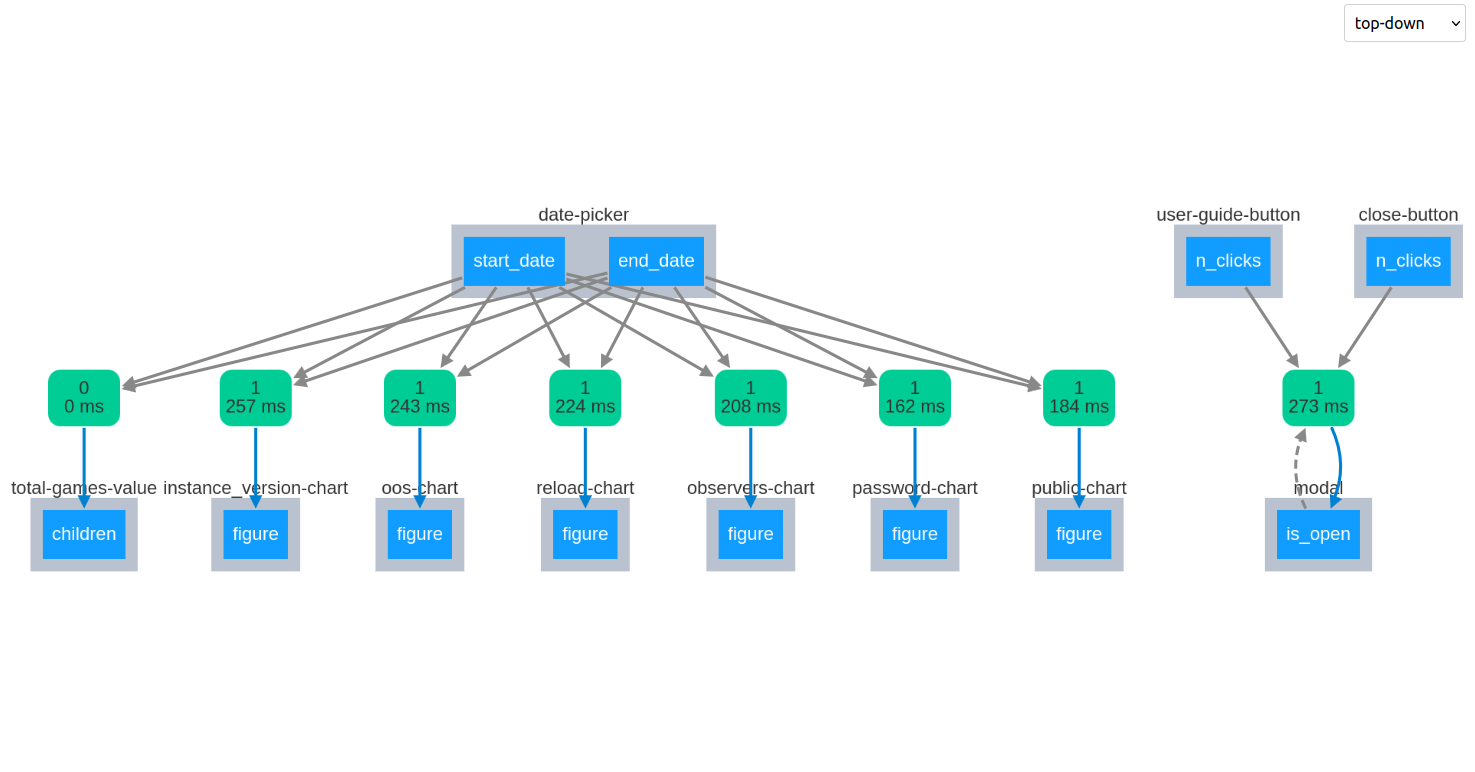 top-down
date-picker
user-guide-button
close-button
start_date
end_date
n_clicks
n_clicks
0
0 ms
1
257 ms
1
243 ms
1
224 ms
1
208 ms
1
162 ms
1
184 ms
1
273 ms
total-games-value
instance_version-chart
oos-chart
reload-chart
observers-chart
password-chart
public-chart
modal
children
figure
figure
figure
figure
figure
figure
is_open